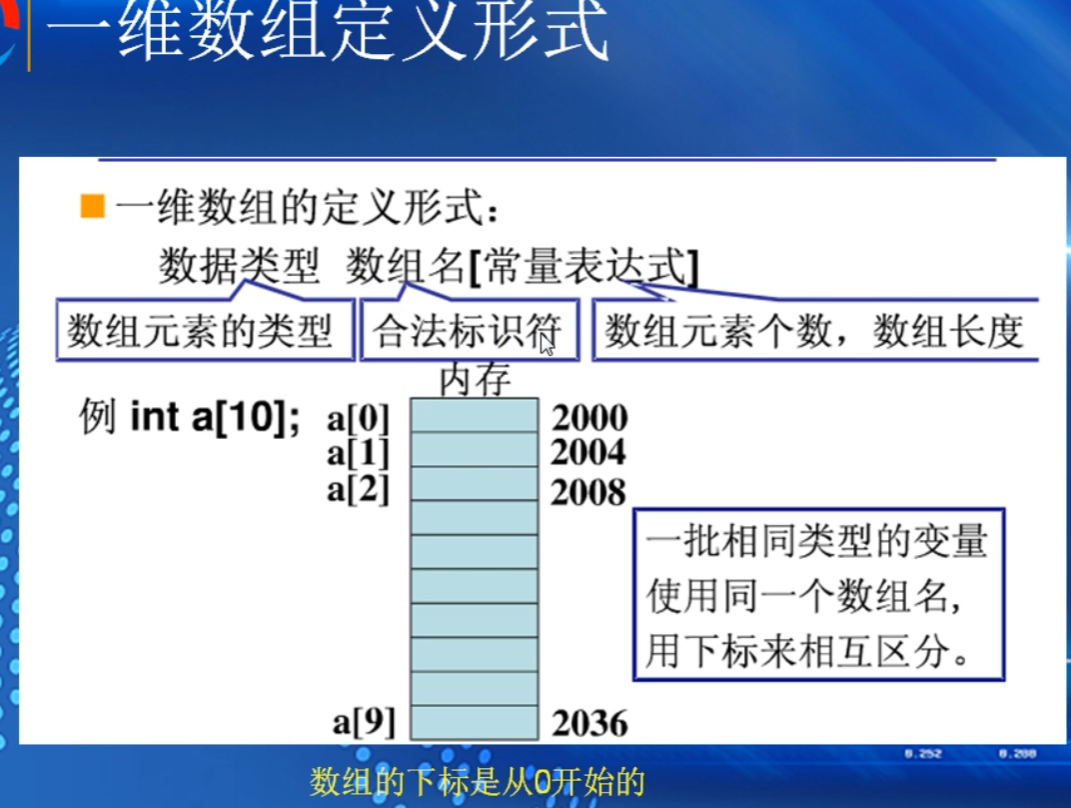 一维数组定义形式
一维数组的定义形式：
数据类型 数组名[常量表达式]
数组元素的类型
合法标识符
数组元素个数，数组长度
内存
例 int a[10];
a[0] 2000
a[1] 2004
a[2] 2008
一批相同类型的变量
使用同一个数组名，
用下标来相互区分。
a[9] 2036
0.252 0.208
数组的下标是从0开始的